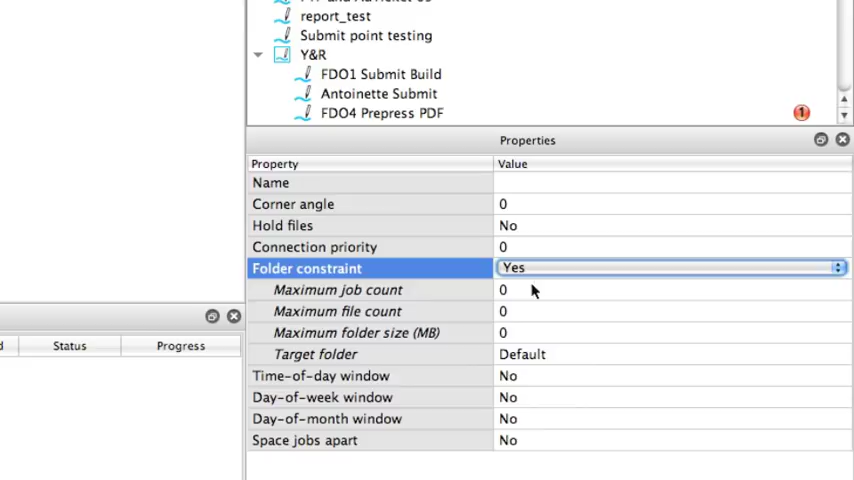 report_test
Submit point testing
Y&R
FDO1 Submit Build
Antoinette Submit
FDO4 Prepress PDF
1
Properties
Property Value
Name
Corner angle 0
Hold files No
Connection priority 0
Folder constraint Yes
Maximum job count 0
Maximum file count 0
Maximum folder size (MB) 0
Target folder Default
Time-of-day window No
Day-of-week window No
Day-of-month window No
Space jobs apart No
d Status Progress